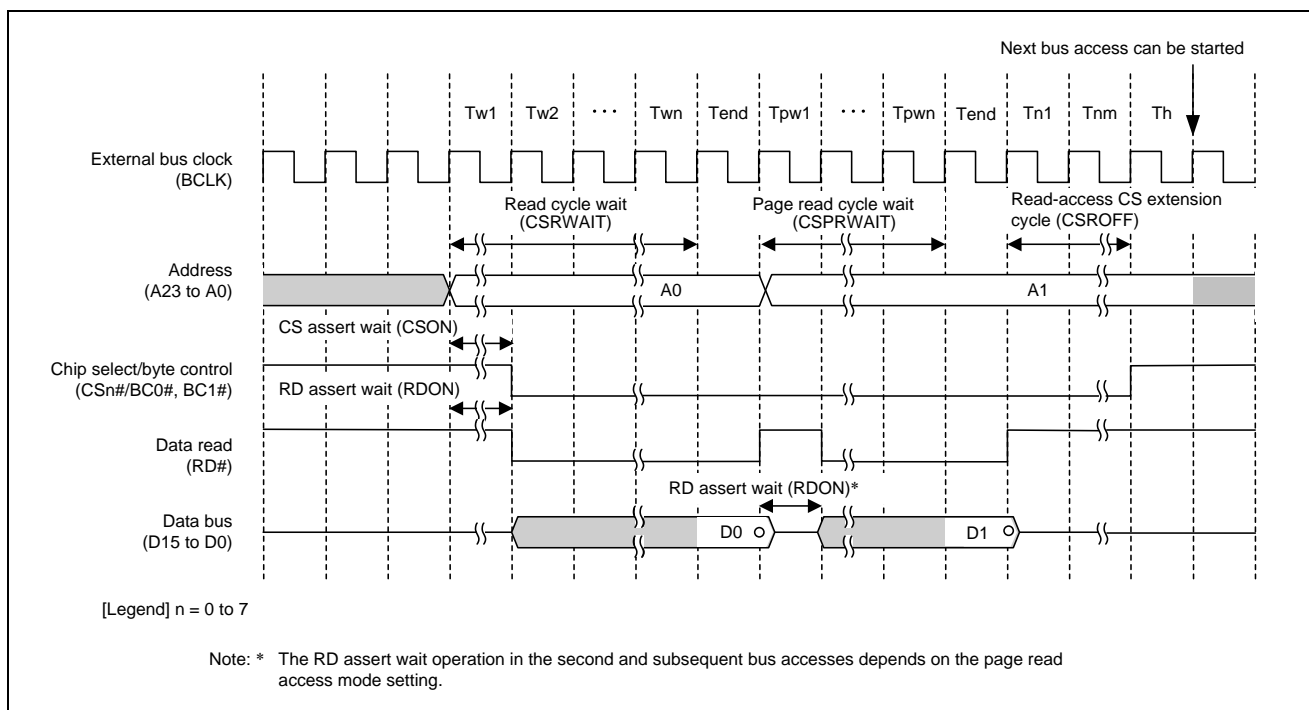 Next bus access can be started
Tw1 Tw2 ··· Twn Tend Tpw1 ··· Tpwn Tend Tn1 Tnm Th
External bus clock
(BCLK)
Read cycle wait
(CSRWAIT)
Page read cycle wait
(CSPRWAIT)
Read-access CS extension
cycle (CSROFF)
Address
(A23 to A0)
A0
A1
CS assert wait (CSON)
Chip select/byte control
(CSn#/BC0#, BC1#)
RD assert wait (RDON)
Data read
(RD#)
RD assert wait (RDON)*
Data bus
(D15 to D0)
D0
D1
[Legend] n = 0 to 7
Note: * The RD assert wait operation in the second and subsequent bus accesses depends on the page read
access mode setting.